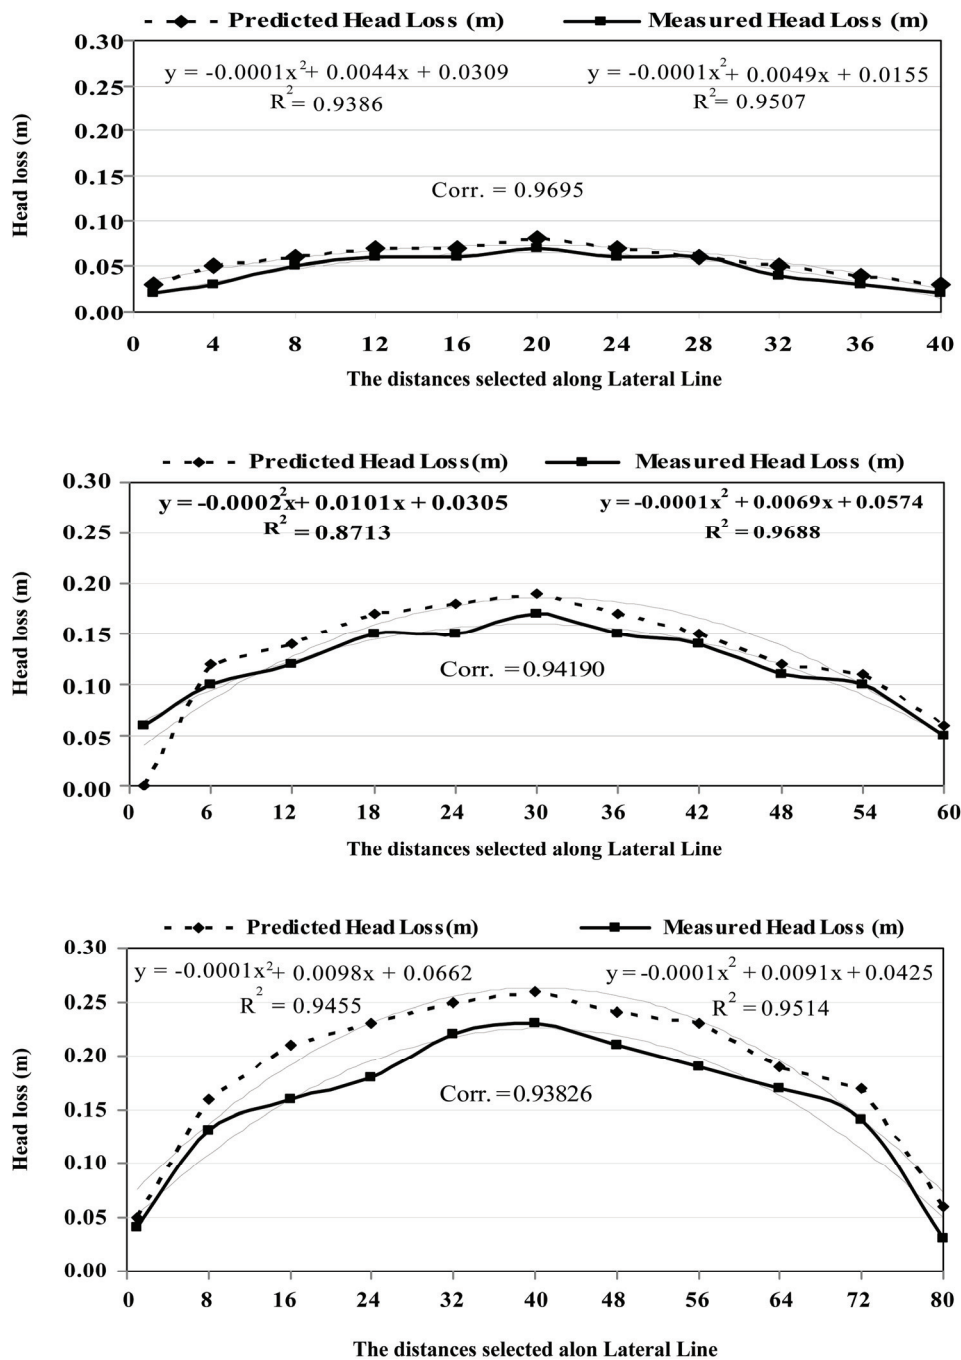 Predicted Head Loss (m) Measured Head Loss (m)
0.30
y = -0.0001x2+ 0.0044x + 0.0309 y = -0.0001x2+ 0.0049x + 0.0155
R2= 0.9386 R2= 0.9507
0.25
0.20
0.15
Corr. = 0.9695
0.10
0.05
0.00
Head loss (m)
0 4 8 12 16 20 24 28 32 36 40
The distances selected along Lateral Line
Predicted Head Loss(m) Measured Head Loss (m)
0.30
y = -0.0002x2+ 0.0101x + 0.0305 y = -0.0001x2 + 0.0069x + 0.0574
R2 = 0.8713 R2 = 0.9688
0.25
0.20
0.15
Corr. = 0.94190
0.10
0.05
0.00
Head loss (m)
0 6 12 18 24 30 36 42 48 54 60
The distances selected along Lateral Line
Predicted Head Loss(m) Measured Head Loss (m)
0.30
y = -0.0001x2+ 0.0098x + 0.0662 y = -0.0001x2 + 0.0091x + 0.0425
R2 = 0.9455 R2 = 0.9514
0.25
0.20
0.15
Corr. =0.93826
0.10
0.05
0.00
Head loss (m)
0 8 16 24 32 40 48 56 64 72 80
The distances selected alon Lateral Line